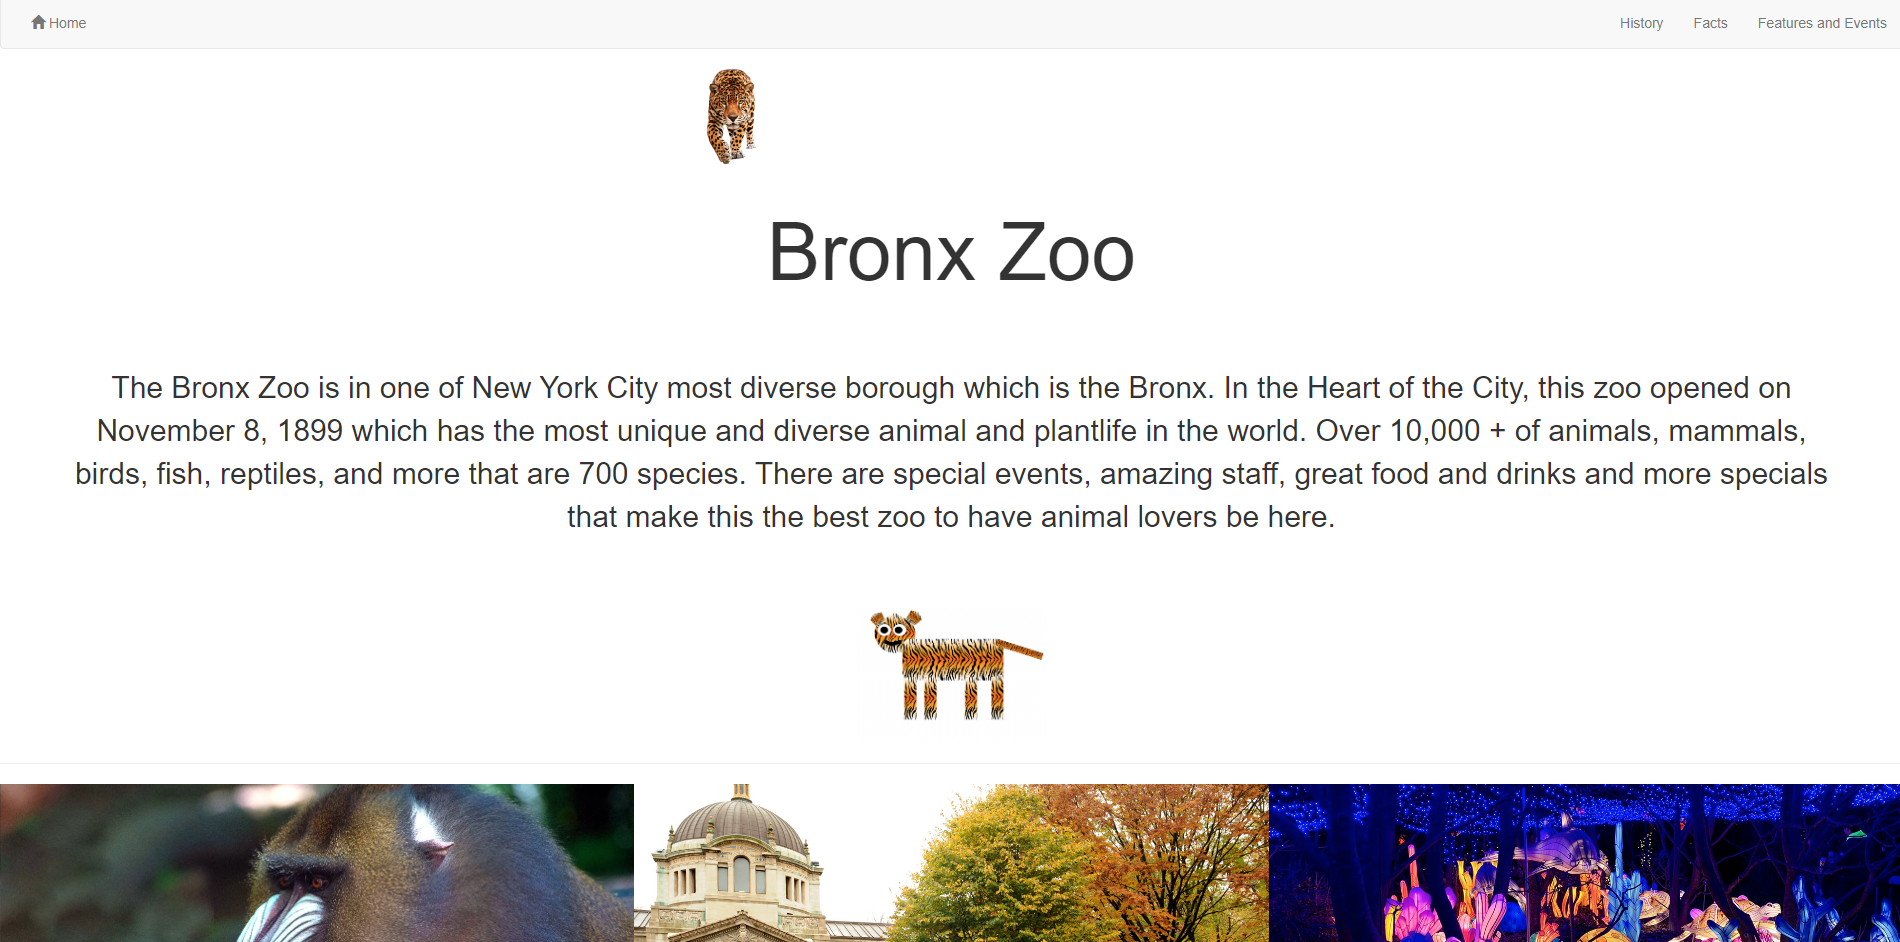 Home
History
Facts
Features and Events
Bronx Zoo
The Bronx Zoo is in one of New York City most diverse borough which is the Bronx. In the Heart of the City, this zoo opened on
November 8, 1899 which has the most unique and diverse animal and plantlife in the world. Over 10,000 + of animals, mammals,
birds, fish, reptiles, and more that are 700 species. There are special events, amazing staff, great food and drinks and more specials
that make this the best zoo to have animal lovers be here.